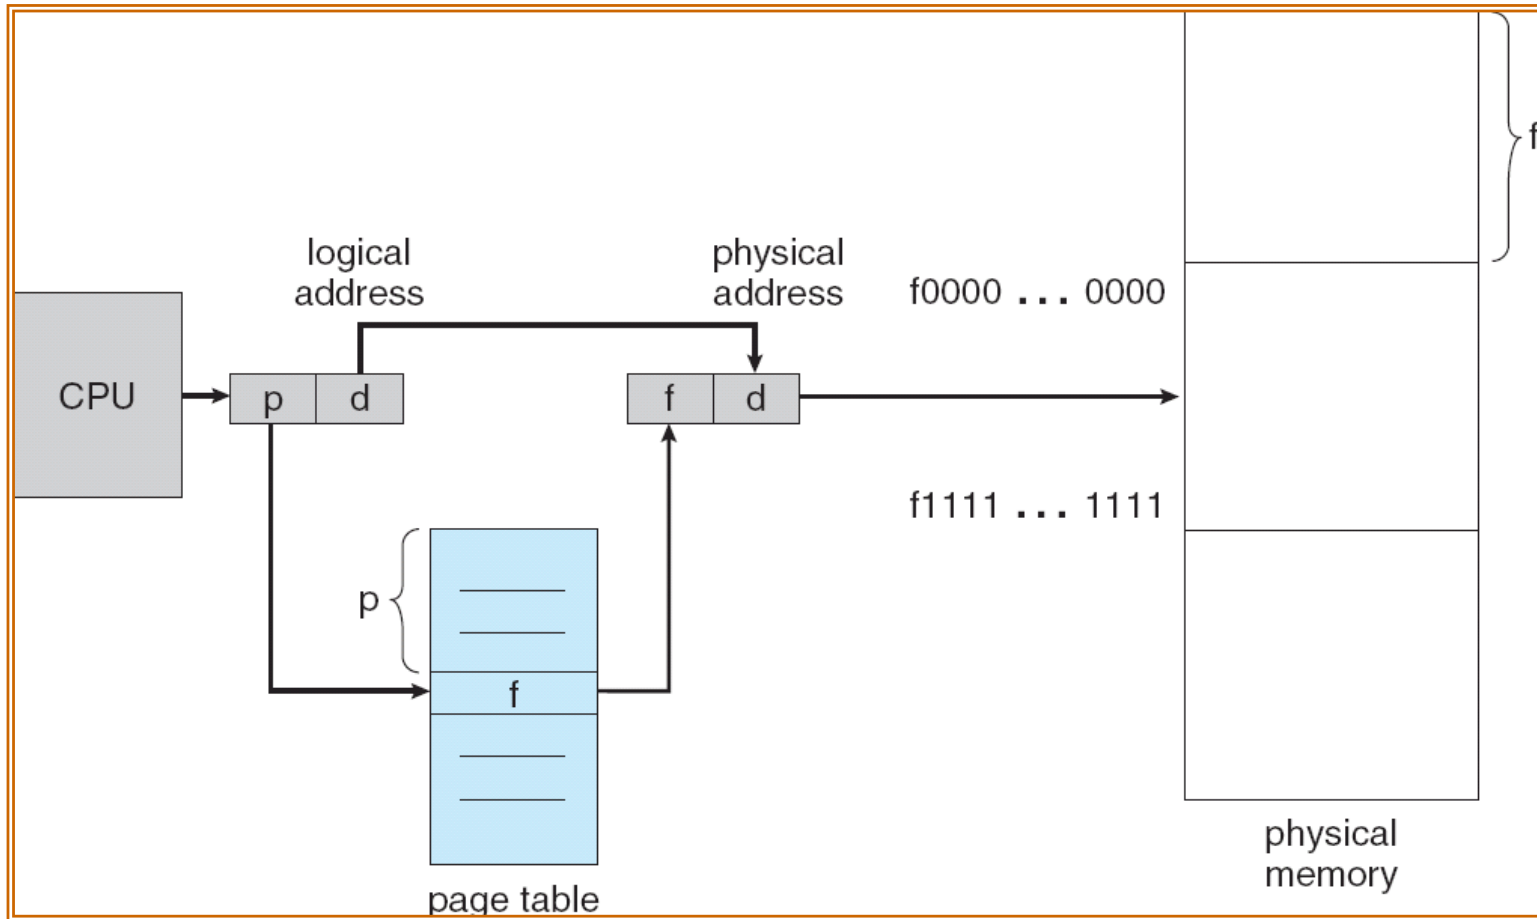 f
logical
address
physical
address
f0000 ... 0000
CPU
p d
f d
f1111 ... 1111
p
f
physical
memory
page table